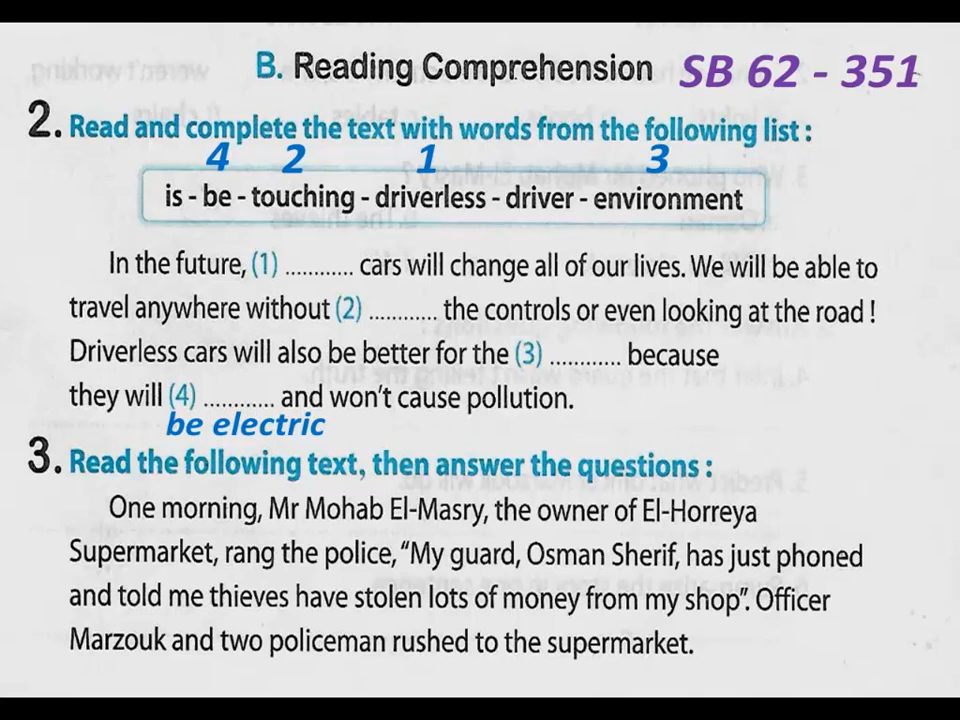 B. Reading Comprehension SB 62 - 351
2. Read and complete the text with words from the following list :
4 2 1 3
is - be - touching - driverless - driver - environment
In the future, (1) ............ cars will change all of our lives. We will be able to
travel anywhere without (2) ............ the controls or even looking at the road !
Driverless cars will also be better for the (3) ............ because
they will (4) ............ and won't cause pollution.
be electric
3. Read the following text, then answer the questions :
One morning, Mr Mohab El-Masry, the owner of El-Horreya
Supermarket, rang the police, "My guard, Osman Sherif, has just phoned
and told me thieves have stolen lots of money from my shop". Officer
Marzouk and two policeman rushed to the supermarket.